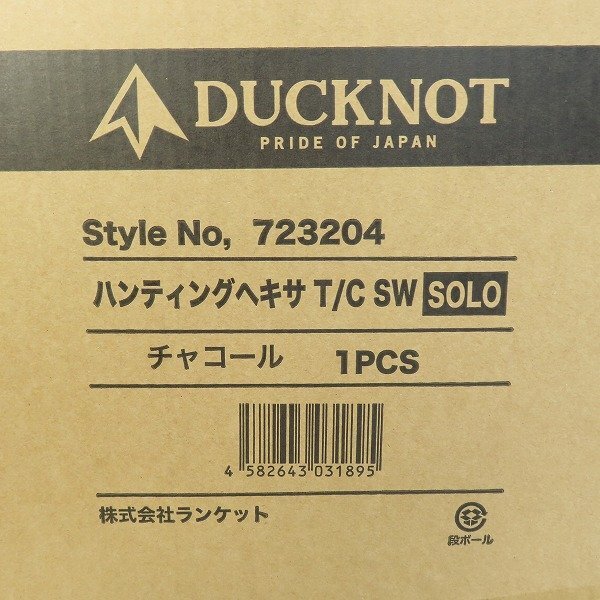 DUCKNOT
PRIDE OF JAPAN
Style No, 723204
ハンティングヘキサ T/C SW SOLO
チャコール 1PCS
4 582643 031895
株式会社ランケット
段ボール